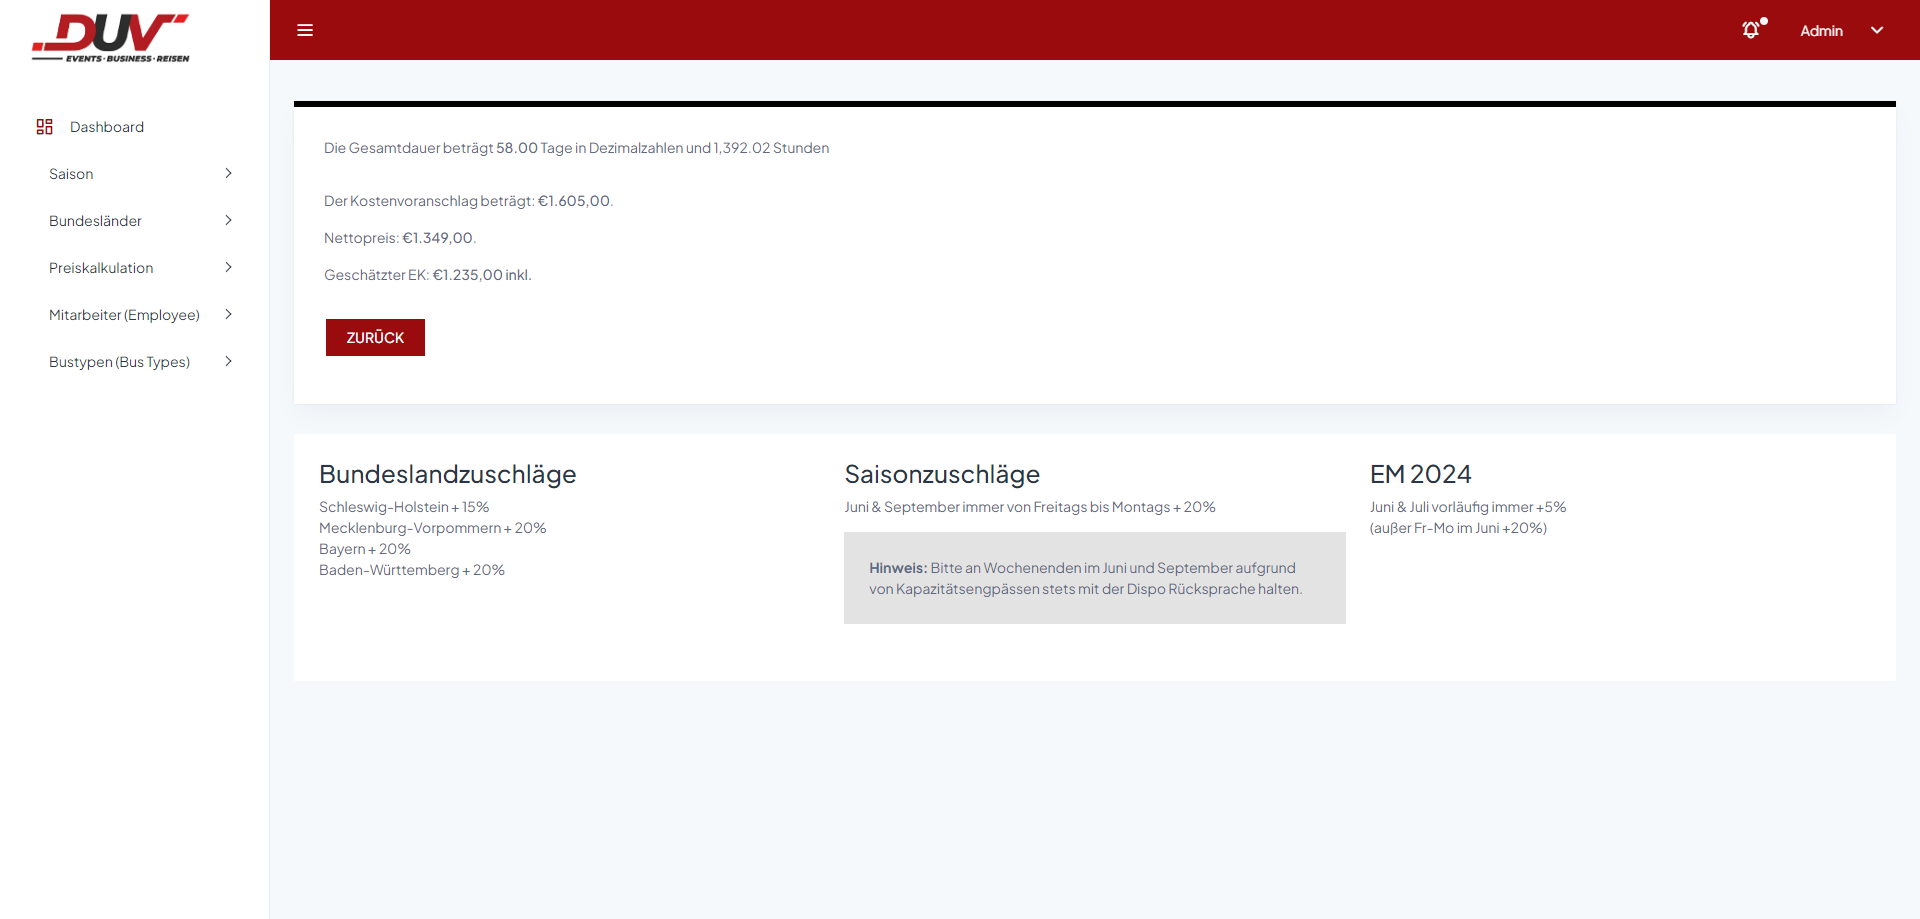 DUV
EVENTS·BUSINESS·REISEN
Admin
Dashboard
Saison
Bundesländer
Preiskalkulation
Mitarbeiter (Employee)
Bustypen (Bus Types)
Die Gesamtdauer beträgt 58.00 Tage in Dezimalzahlen und 1,392.02 Stunden
Der Kostenvoranschlag beträgt: €1.605,00.
Nettopreis: €1.349,00.
Geschätzter EK: €1.235,00 inkl.
ZURÜCK
Bundeslandzuschläge
Schleswig-Holstein + 15%
Mecklenburg-Vorpommern + 20%
Bayern + 20%
Baden-Württemberg + 20%
Saisonzuschläge
Juni & September immer von Freitags bis Montags + 20%
Hinweis: Bitte an Wochenenden im Juni und September aufgrund
von Kapazitätsengpässen stets mit der Dispo Rücksprache halten.
EM 2024
Juni & Juli vorläufig immer +5%
(außer Fr-Mo im Juni +20%)